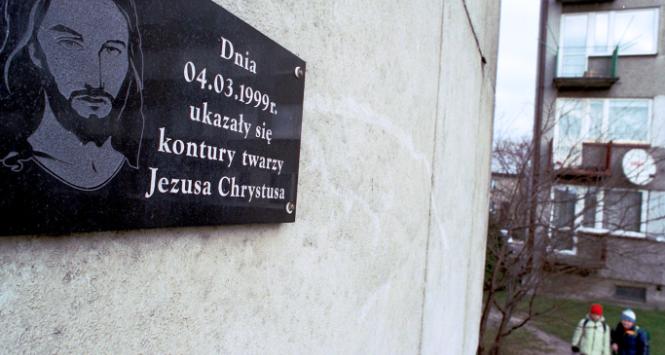 Dnia
04.03.1999r.
ukazały się
kontury twarzy
Jezusa Chrystusa